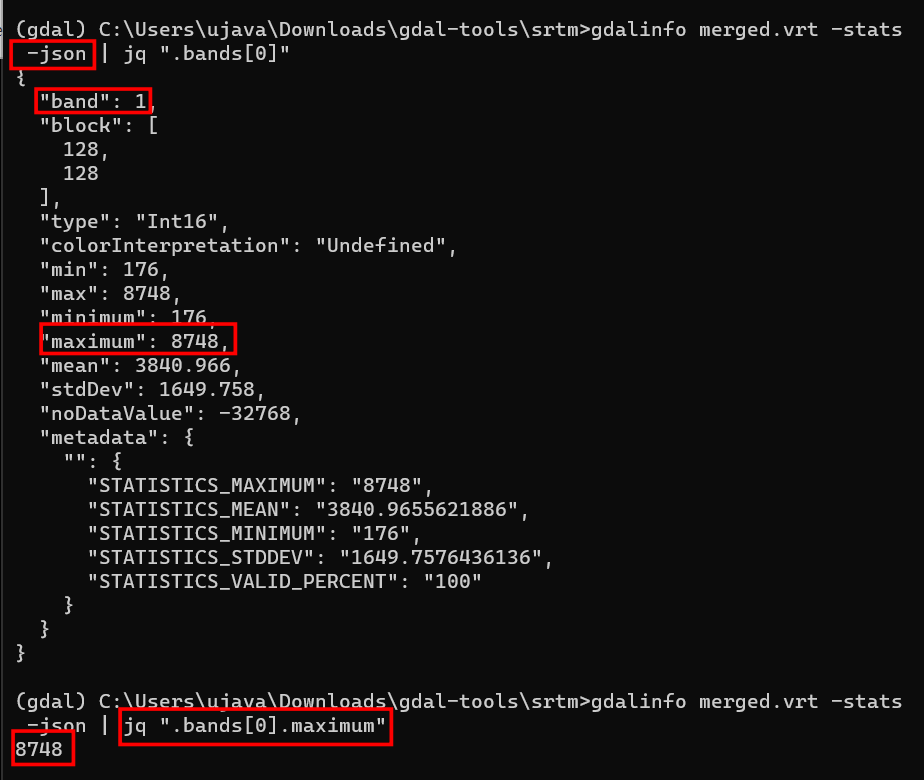 (gdal) C:\Users\ujava\Downloads\gdal-tools\srtm>gdalinfo merged.vrt -stats
-json | jq ".bands[0]"
{
"band": 1,
"block": [
128,
128
],
"type": "Int16",
"colorInterpretation": "Undefined",
"min": 176,
"max": 8748,
"minimum": 176,
"maximum": 8748,
"mean": 3840.966,
"stdDev": 1649.758,
"noDataValue": -32768,
"metadata": {
"": {
"STATISTICS_MAXIMUM": "8748",
"STATISTICS_MEAN": "3840.9655621886",
"STATISTICS_MINIMUM": "176",
"STATISTICS_STDDEV": "1649.7576436136",
"STATISTICS_VALID_PERCENT": "100"
}
}
}
(gdal) C:\Users\ujava\Downloads\gdal-tools\srtm>gdalinfo merged.vrt -stats
-json | jq ".bands[0].maximum"
8748